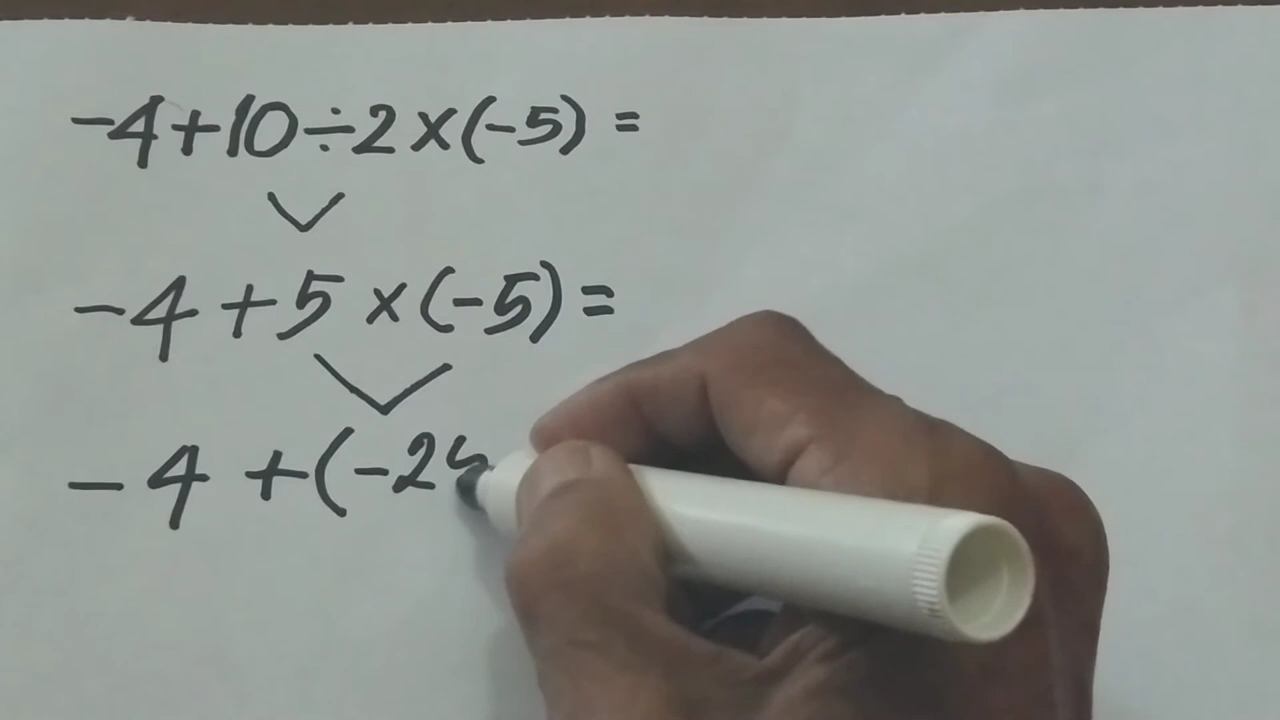 -4+10÷2×(-5) =
-4 +5 ×(-5)=
-4 +(-2